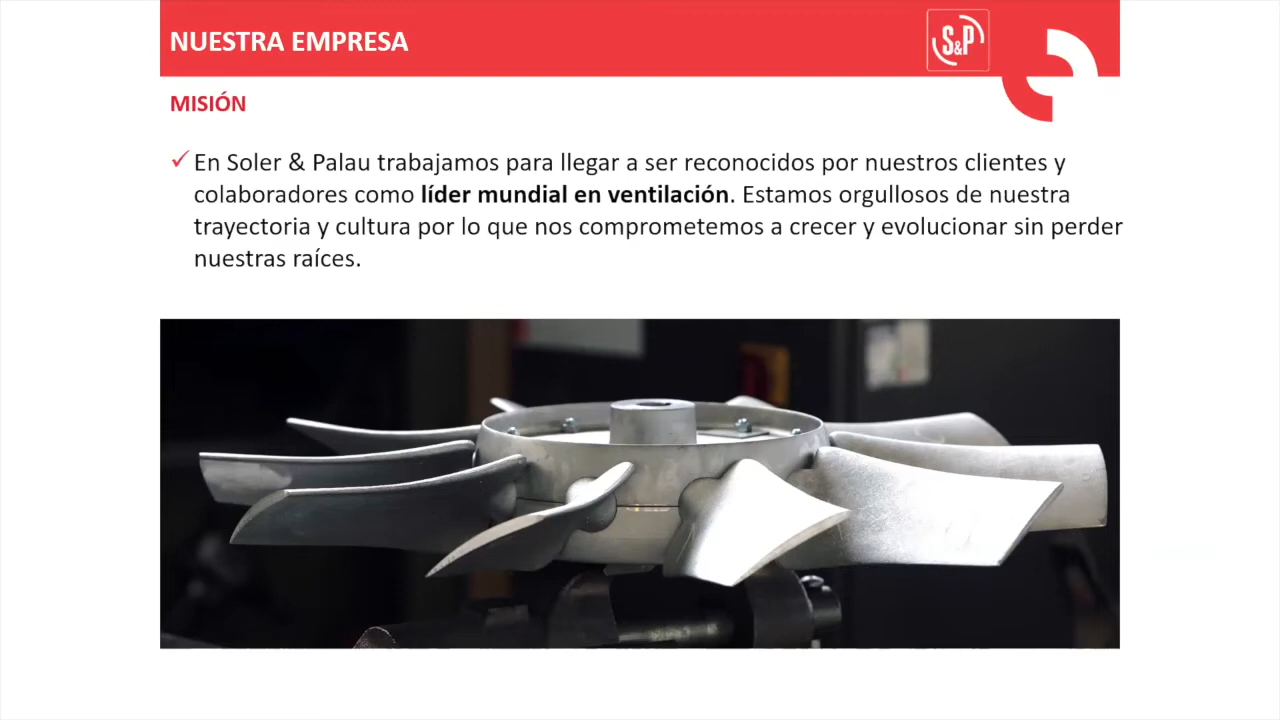 NUESTRA EMPRESA
S&P
MISIÓN
✓ En Soler & Palau trabajamos para llegar a ser reconocidos por nuestros clientes y
colaboradores como líder mundial en ventilación. Estamos orgullosos de nuestra
trayectoria y cultura por lo que nos comprometemos a crecer y evolucionar sin perder
nuestras raíces.